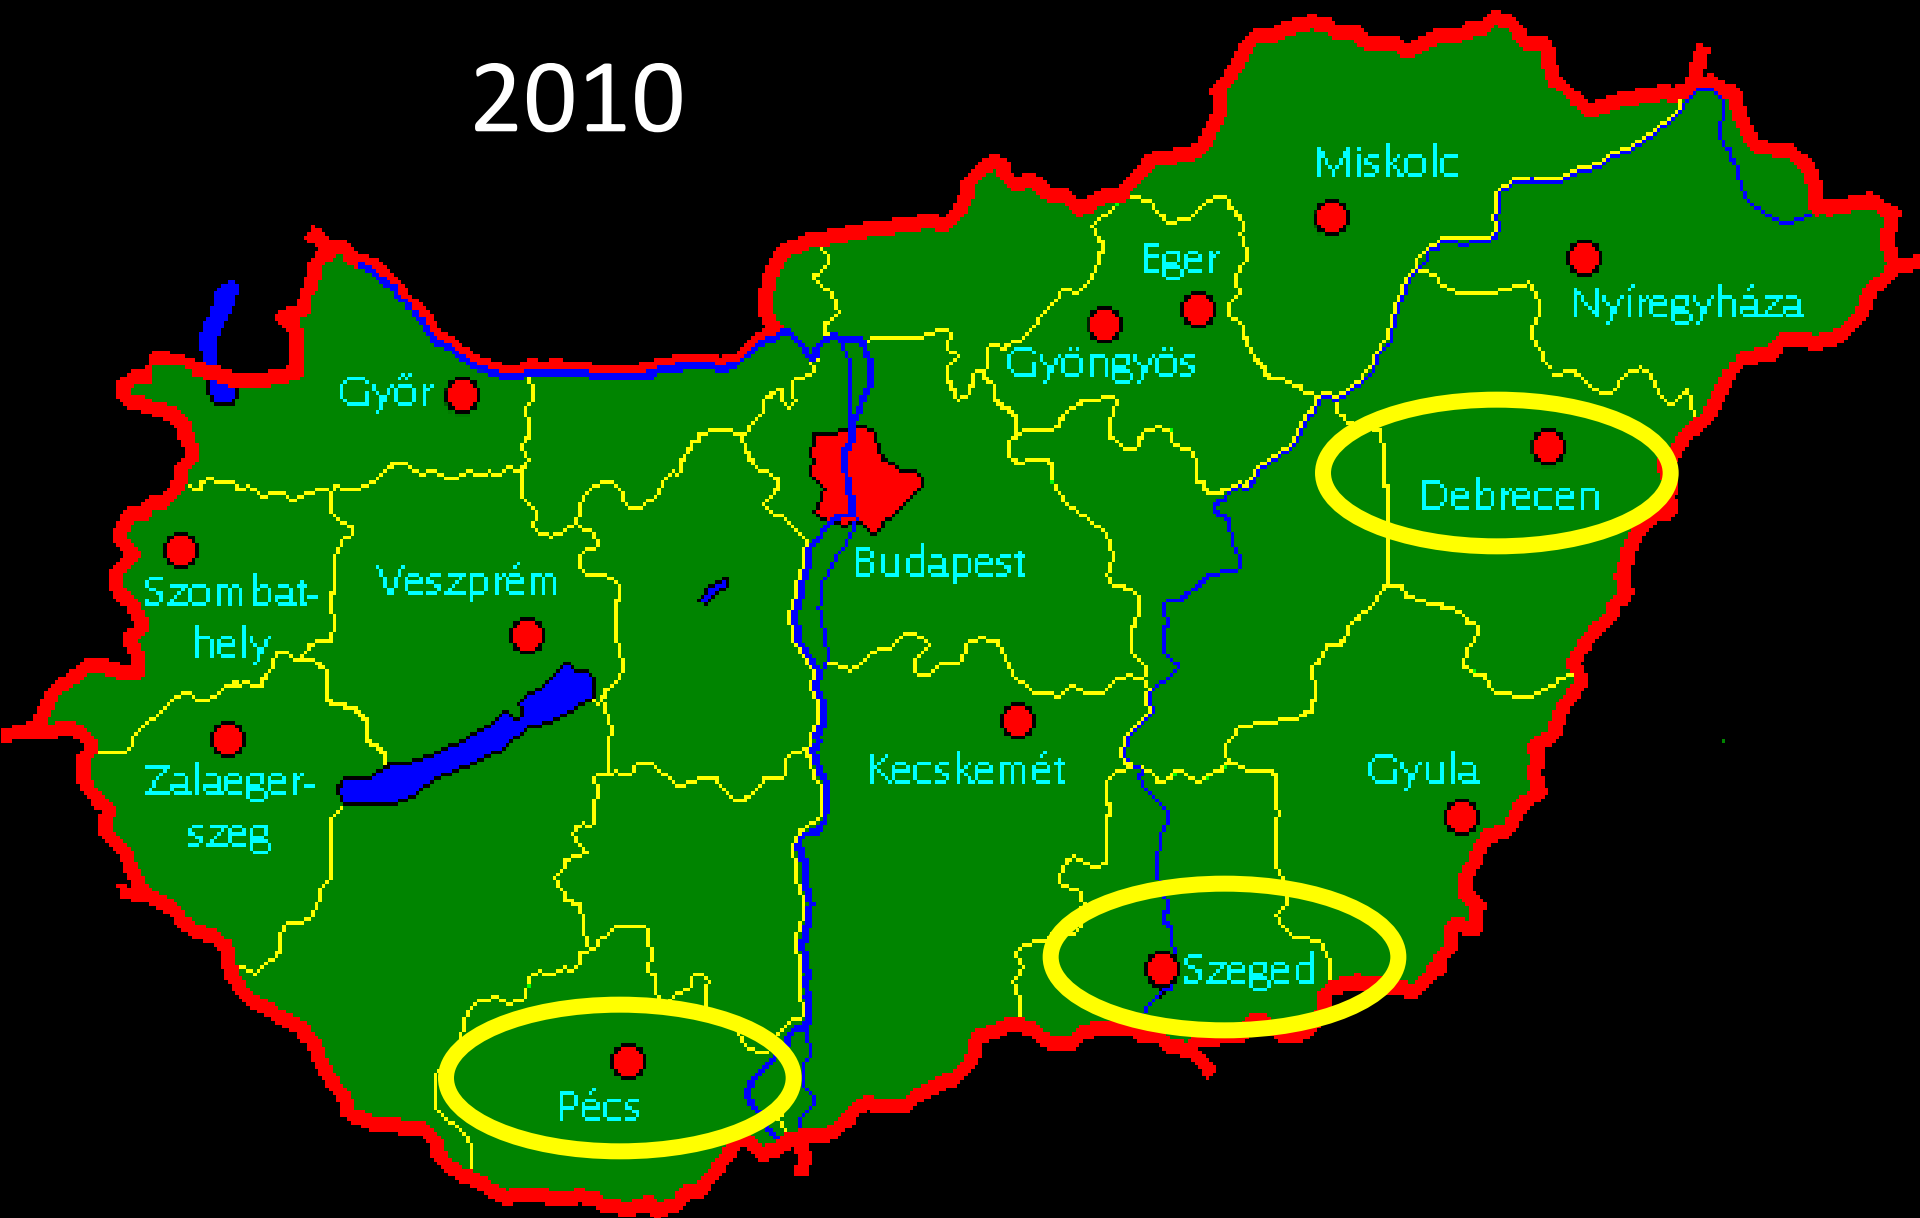 2010
Miskolc
Eger
Nyíregyháza
Gyöngyös
Győr
Debrecen
Budapest
Veszprém
Szombat-
hely
Kecskemét
Gyula
Zalaeger-
szeg
Szeged
Pécs